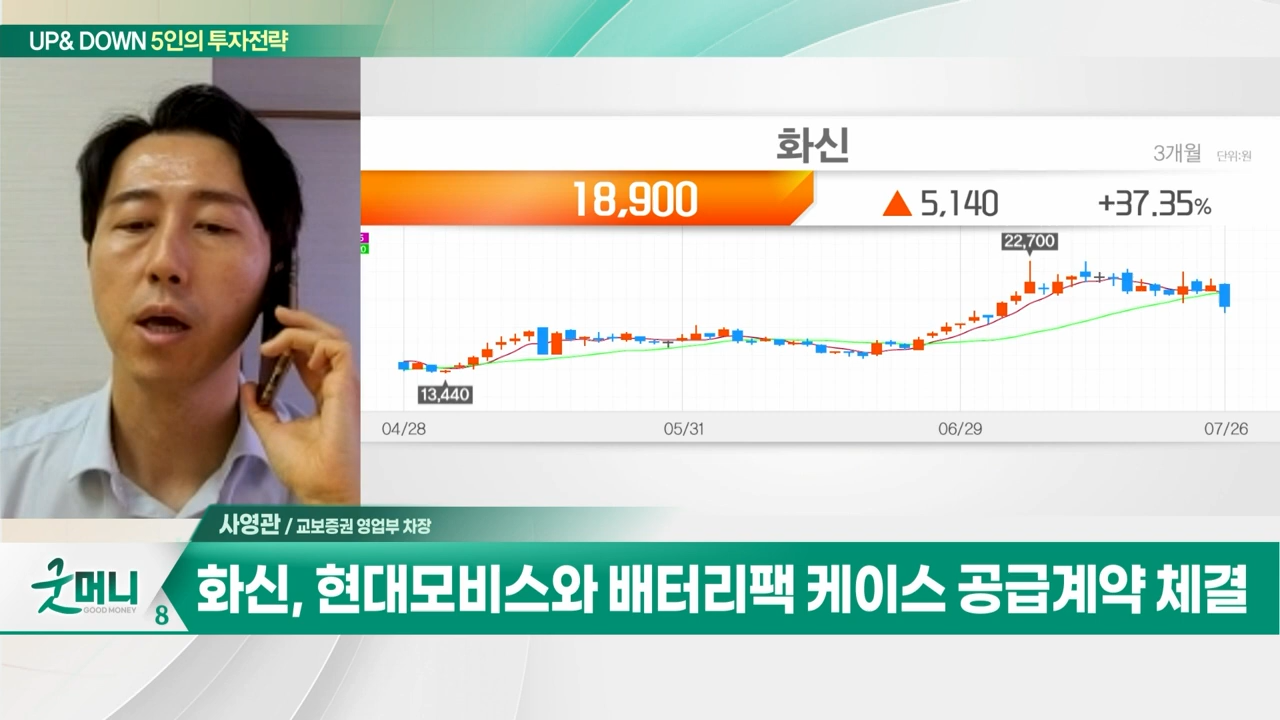 UP& DOWN 5인의 투자전략
화신
3개월 단위:원
18,900
▲ 5,140
+37.35%
22,700
13,440
04/28 05/31 06/29 07/26
사영관 / 교보증권 영업부 차장
굿머니
GOOD MONEY
8
화신, 현대모비스와 배터리팩 케이스 공급계약 체결